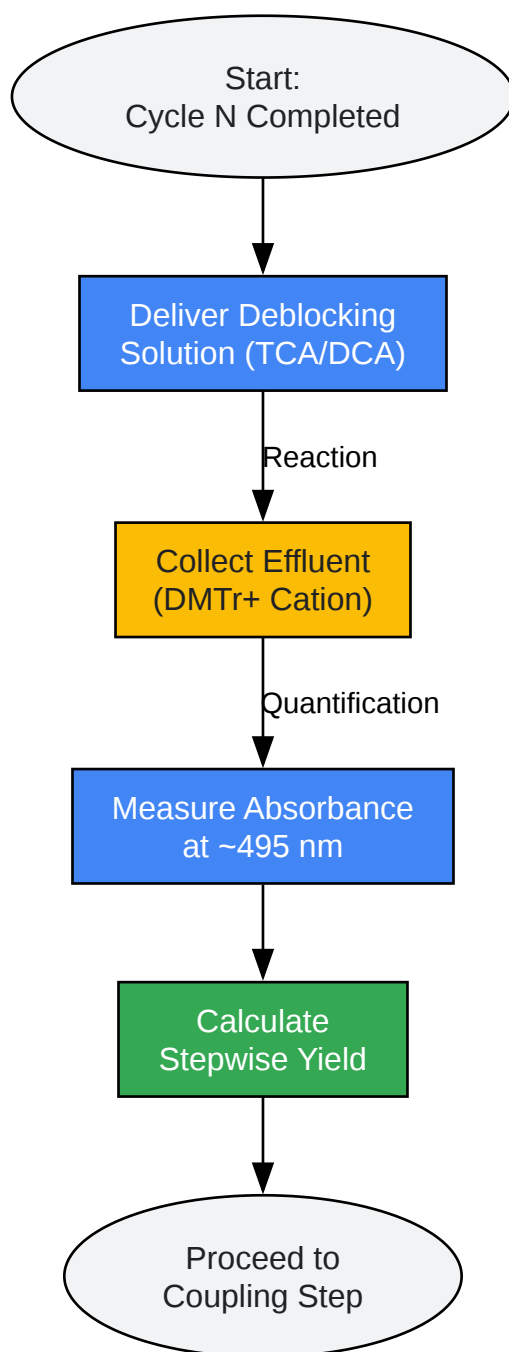 Start:
Cycle N Completed
Deliver Deblocking
Solution (TCA/DCA)
Reaction
Collect Effluent
(DMTr+ Cation)
Quantification
Measure Absorbance
at ~495 nm
Calculate
Stepwise Yield
Proceed to
Coupling Step